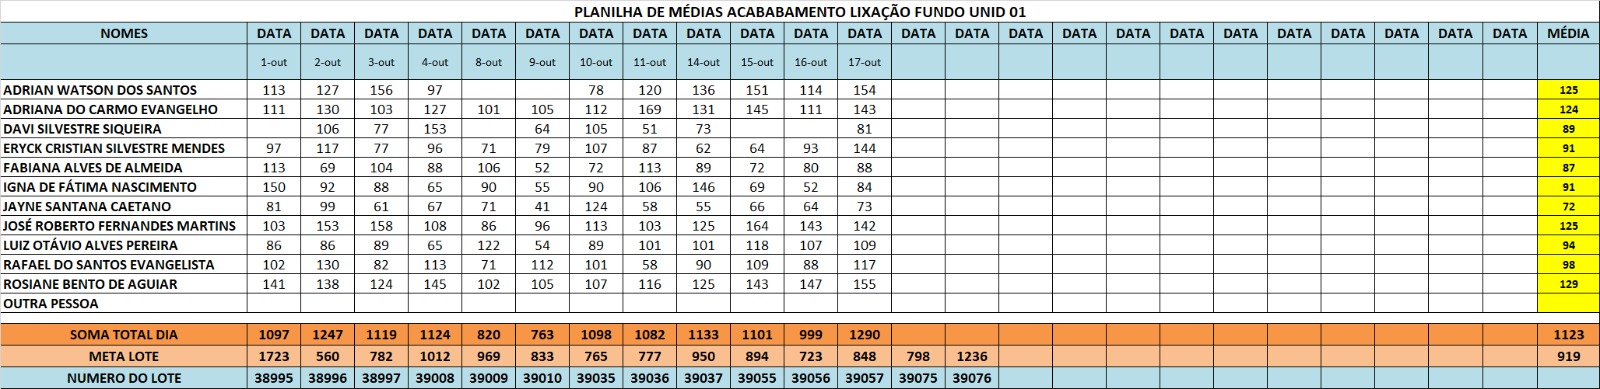 PLANILHA DE MÉDIAS ACABABAMENTO LIXAÇÃO FUNDO UNID 01
NOMES DATA DATA DATA DATA DATA DATA DATA DATA DATA DATA DATA DATA DATA DATA DATA DATA DATA DATA DATA DATA DATA DATA DATA DATA MÉDIA
1-out 2-out 3-out 4-out 8-out 9-out 10-out 11-out 14-out 15-out 16-out 17-out
ADRIAN WATSON DOS SANTOS 113 127 156 97 78 120 136 151 114 154 125
ADRIANA DO CARMO EVANGELHO 111 130 103 127 101 105 112 169 131 145 111 143 124
DAVI SILVESTRE SIQUEIRA 106 77 153 64 105 51 73 81 89
ERYCK CRISTIAN SILVESTRE MENDES 97 117 77 96 71 79 107 87 62 64 93 144 91
FABIANA ALVES DE ALMEIDA 113 69 104 88 106 52 72 113 89 72 80 88 87
IGNA DE FÁTIMA NASCIMENTO 150 92 88 65 90 55 90 106 146 69 52 84 91
JAYNE SANTANA CAETANO 81 99 61 67 71 41 124 58 55 66 64 73 72
JOSÉ ROBERTO FERNANDES MARTINS 103 153 158 108 86 96 113 103 125 164 143 142 125
LUIZ OTÁVIO ALVES PEREIRA 86 86 89 65 122 54 89 101 101 118 107 109 94
RAFAEL DO SANTOS EVANGELISTA 102 130 82 113 71 112 101 58 90 109 88 117 98
ROSIANE BENTO DE AGUIAR 141 138 124 145 102 105 107 116 125 143 147 155 129
OUTRA PESSOA
SOMA TOTAL DIA 1097 1247 1119 1124 820 763 1098 1082 1133 1101 999 1290 1123
META LOTE 1723 560 782 1012 969 833 765 777 950 894 723 848 798 1236 919
NUMERO DO LOTE 38995 38996 38997 39008 39009 39010 39035 39036 39037 39055 39056 39057 39075 39076